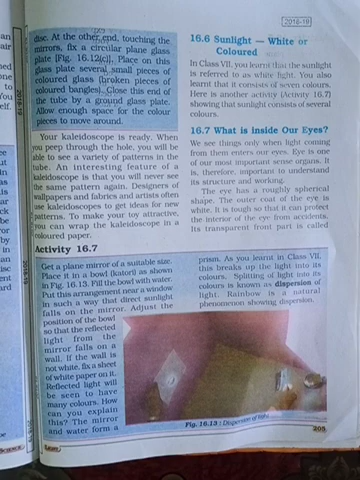 2018-19
disc. At the other end, touching the
mirrors, fix a circular plane glass
plate [Fig. 16.12(c)]. Place on this
glass plate several small pieces of
coloured glass (broken pieces of
coloured bangles). Close this end of
the tube by a ground glass plate.
Allow enough space for the colour
pieces to move around.
Your kaleidoscope is ready. When
you peep through the hole, you will be
able to see a variety of patterns in the
tube. An interesting feature of a
kaleidoscope is that you will never see
the same pattern again. Designers of
wallpapers and fabrics and artists often
use kaleidoscopes to get ideas for new
patterns. To make your toy attractive,
you can wrap the kaleidoscope in a
coloured paper.
Activity 16.7
Get a plane mirror of a suitable size.
Place it in a bowl (katori) as shown
in Fig. 16.13. Fill the bowl with water.
Put this arrangement near a window
in such a way that direct sunlight
falls on the mirror. Adjust the
position of the bowl
so that the reflected
light from the
mirror falls on a
wall. If the wall is
not white, fix a sheet
of white paper on it.
Reflected light will
be seen to have
many colours. How
can you explain
this? The mirror
and water form a
16.6 Sunlight — White or
Coloured
In Class VII, you learnt that the sunlight
is referred to as white light. You also
learnt that it consists of seven colours.
Here is another activity (Activity 16.7)
showing that sunlight consists of several
colours.
16.7 What is inside Our Eyes?
We see things only when light coming
from them enters our eyes. Eye is one
of our most important sense organs. It
is, therefore, important to understand
its structure and working.
The eye has a roughly spherical
shape. The outer coat of the eye is
white. It is tough so that it can protect
the interior of the eye from accidents.
Its transparent front part is called
prism. As you learnt in Class VII,
this breaks up the light into its
colours. Splitting of light into its
colours is known as dispersion of
light. Rainbow is a natural
phenomenon showing dispersion.
Fig. 16.13 : Dispersion of light
LIGHT
205